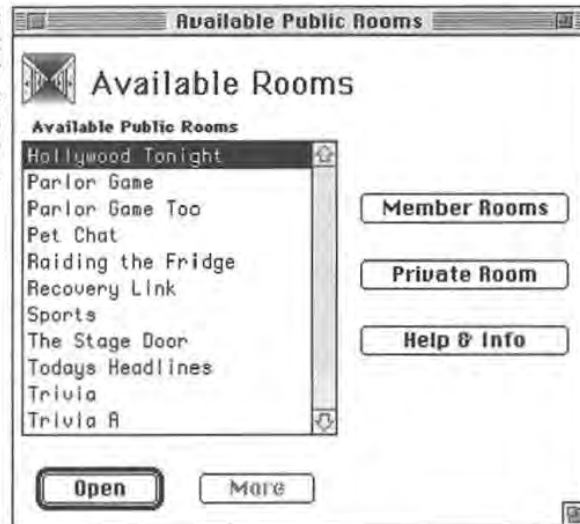 Available Public Rooms
Available Rooms
Available Public Rooms
Hollywood Tonight
Parlor Game
Parlor Game Too
Pet Chat
Raiding the Fridge
Recovery Link
Sports
The Stage Door
Todays Headlines
Trivia
Trivia A
Member Rooms
Private Room
Help & Info
Open
More